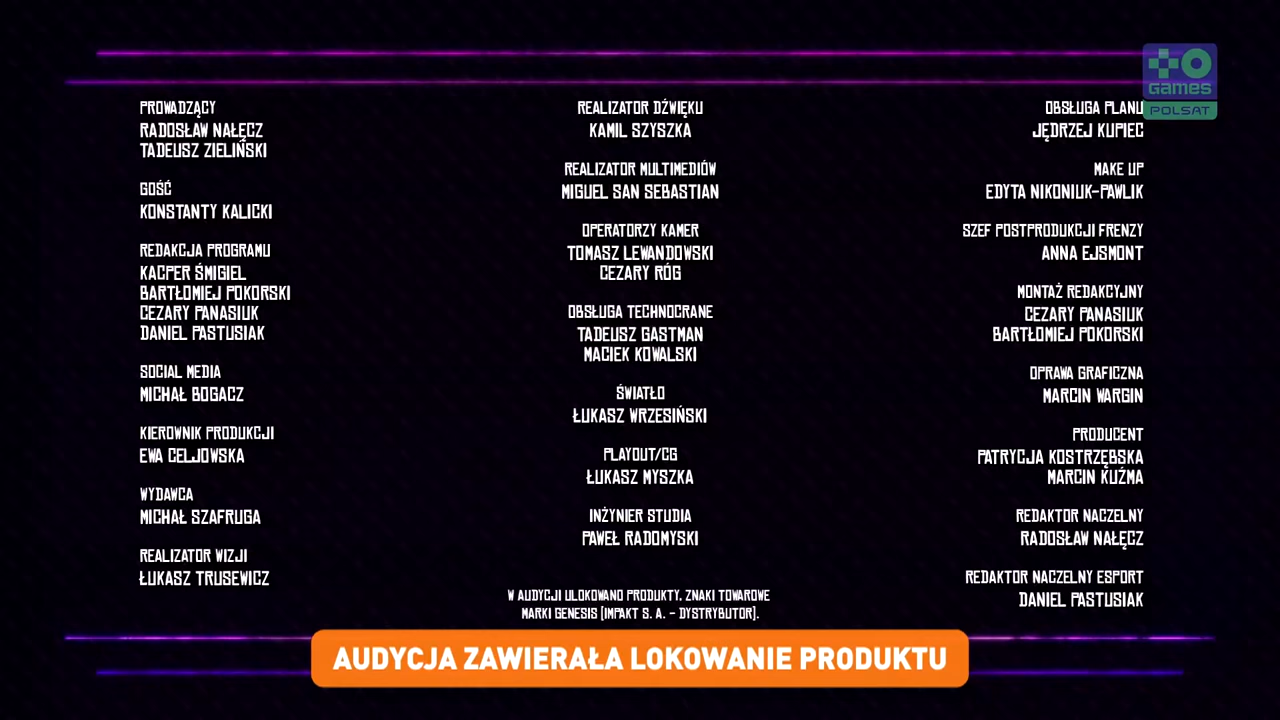 PROWADZĄCY
RADOSŁAW NAŁĘCZ
TADEUSZ ZIELIŃSKI
GOŚĆ
KONSTANTY KALICKI
REDAKCJA PROGRAMU
KACPER ŚMIGIEL
BARTŁOMIEJ POKORSKI
CEZARY PANASIUK
DANIEL PASTUSIAK
SOCIAL MEDIA
MICHAŁ BOGACZ
KIEROWNIK PRODUKCJI
EWA CELJOWSKA
WYDAWCA
MICHAŁ SZAFRUGA
REALIZATOR WIZJI
ŁUKASZ TRUSEWICZ
REALIZATOR DŹWIĘKU
KAMIL SZYSZKA
REALIZATOR MULTIMEDIÓW
MIGUEL SAN SEBASTIAN
OPERATORZY KAMER
TOMASZ LEWANDOWSKI
CEZARY RÓG
OBSŁUGA TECHNOCRANE
TADEUSZ GASTMAN
MACIEK KOWALSKI
ŚWIATŁO
ŁUKASZ WRZESIŃSKI
PLAYOUT/CG
ŁUKASZ MYSZKA
INŻYNIER STUDIA
PAWEŁ RADOMYSKI
W AUDYCJI ULOKOWANO PRODUKTY. ZNAKI TOWAROWE
MARKI GENESIS (IMPAKT S. A. - DYSTRYBUTOR).
OBSŁUGA PLANU
JĘDRZEJ KUPIEC
MAKE UP
EDYTA NIKONIUK-PAWLIK
SZEF POSTPRODUKCJI FRENZY
ANNA EJSMONT
MONTAŻ REDAKCYJNY
CEZARY PANASIUK
BARTŁOMIEJ POKORSKI
OPRAWA GRAFICZNA
MARCIN WARGIN
PRODUCENT
PATRYCJA KOSTRZĘBSKA
MARCIN KUŹMA
REDAKTOR NACZELNY
RADOSŁAW NAŁĘCZ
REDAKTOR NACZELNY ESPORT
DANIEL PASTUSIAK
GAMES
POLSAT
AUDYCJA ZAWIERAŁA LOKOWANIE PRODUKTU